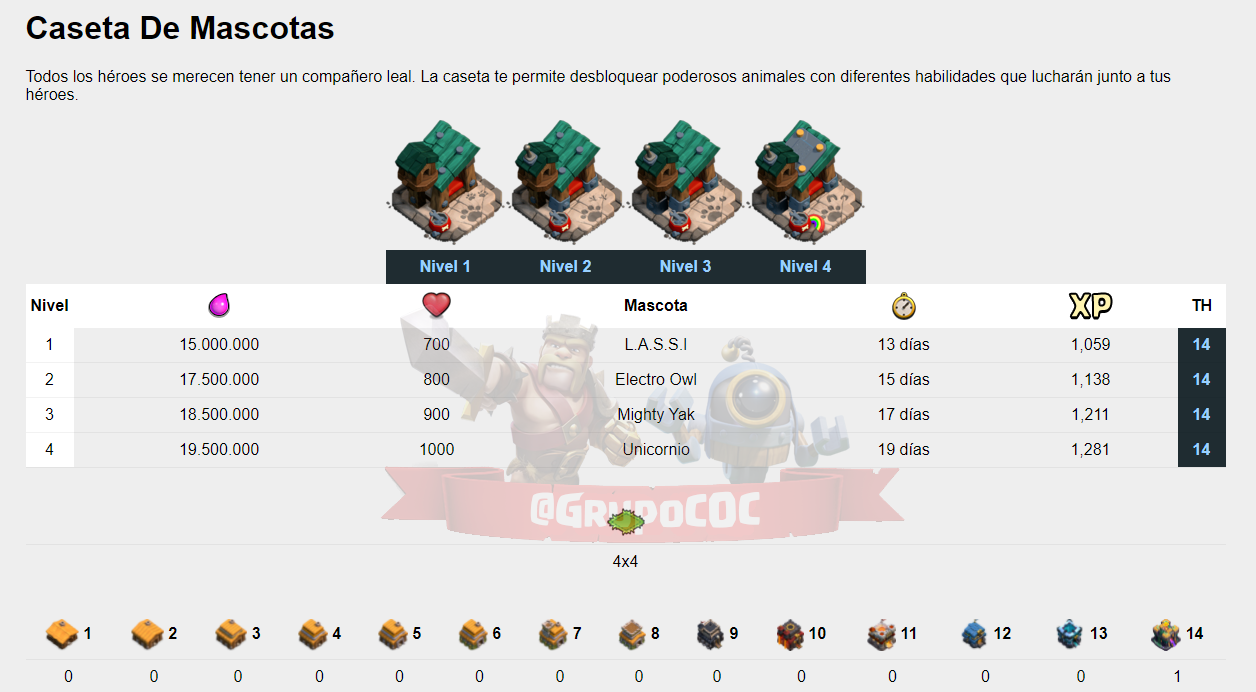 Caseta De Mascotas
Todos los héroes se merecen tener un compañero leal. La caseta te permite desbloquear poderosos animales con diferentes habilidades que lucharán junto a tus
héroes.
Nivel 1 Nivel 2 Nivel 3 Nivel 4
Nivel Mascota XP TH
1 15.000.000 700 L.A.S.S.I 13 días 1,059 14
2 17.500.000 800 Electro Owl 15 días 1,138 14
3 18.500.000 900 Mighty Yak 17 días 1,211 14
4 19.500.000 1000 Unicornio 19 días 1,281 14
@GRUPOCOC
4x4
1 2 3 4 5 6 7 8 9 10 11 12 13 14
0 0 0 0 0 0 0 0 0 0 0 0 0 1